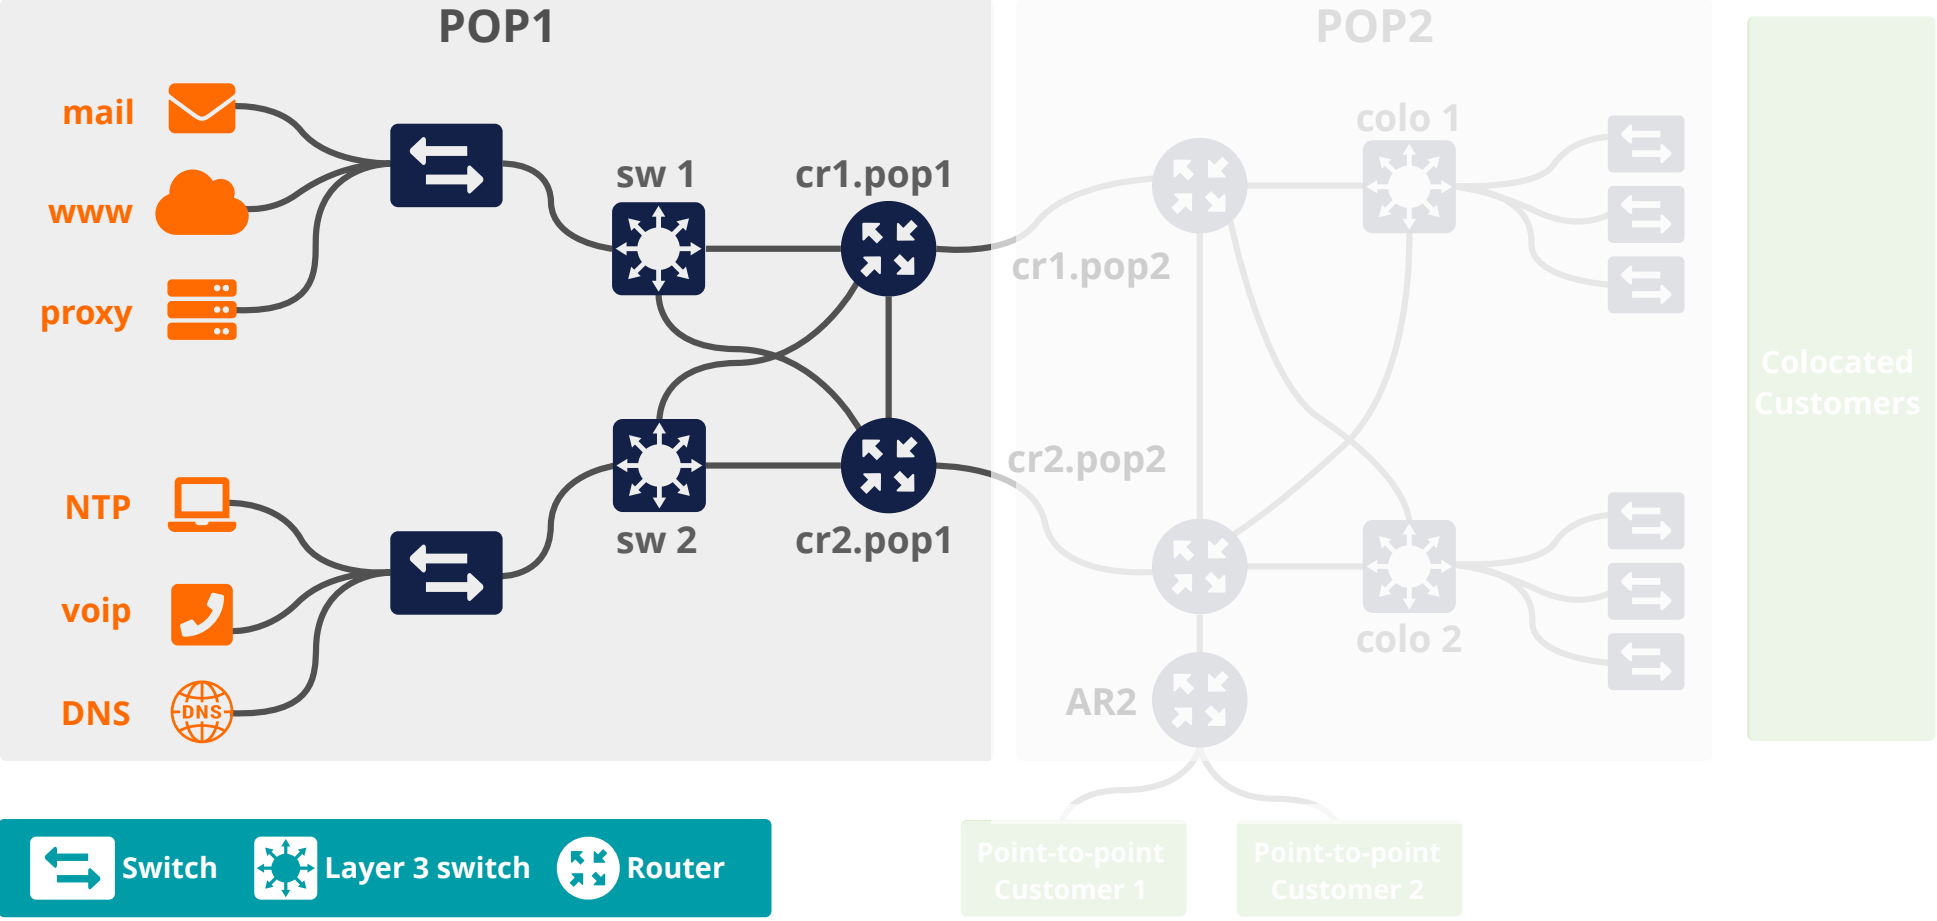 POP1
POP2
mail
www
proxy
NTP
voip
DNS
DNS
sw 1
cr1.pop1
sw 2
cr2.pop1
cr1.pop2
cr2.pop2
colo 1
colo 2
AR2
Colocated
Customers
Point-to-point
Customer 1
Point-to-point
Customer 2
Switch
Layer 3 switch
Router